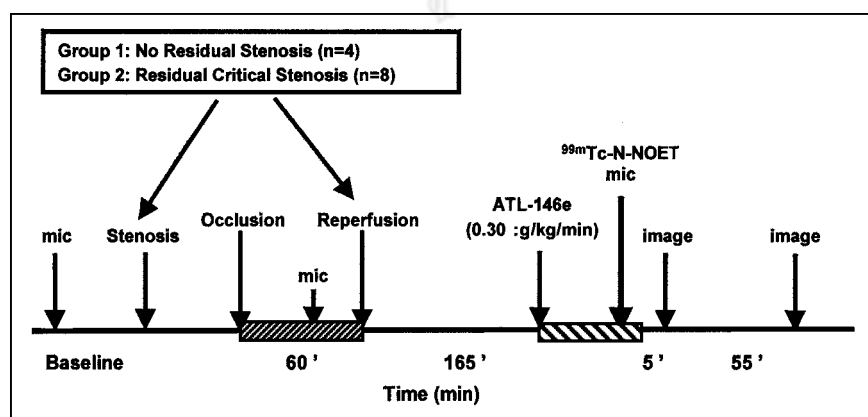 Group 1: No Residual Stenosis (n=4)
Group 2: Residual Critical Stenosis (n=8)
99mTc-N-NOET
mic
ATL-146e
(0.30 :g/kg/min)
Occlusion
Reperfusion
mic
Stenosis
image
image
mic
Baseline
60 '
165 '
5 '
55 '
Time (min)